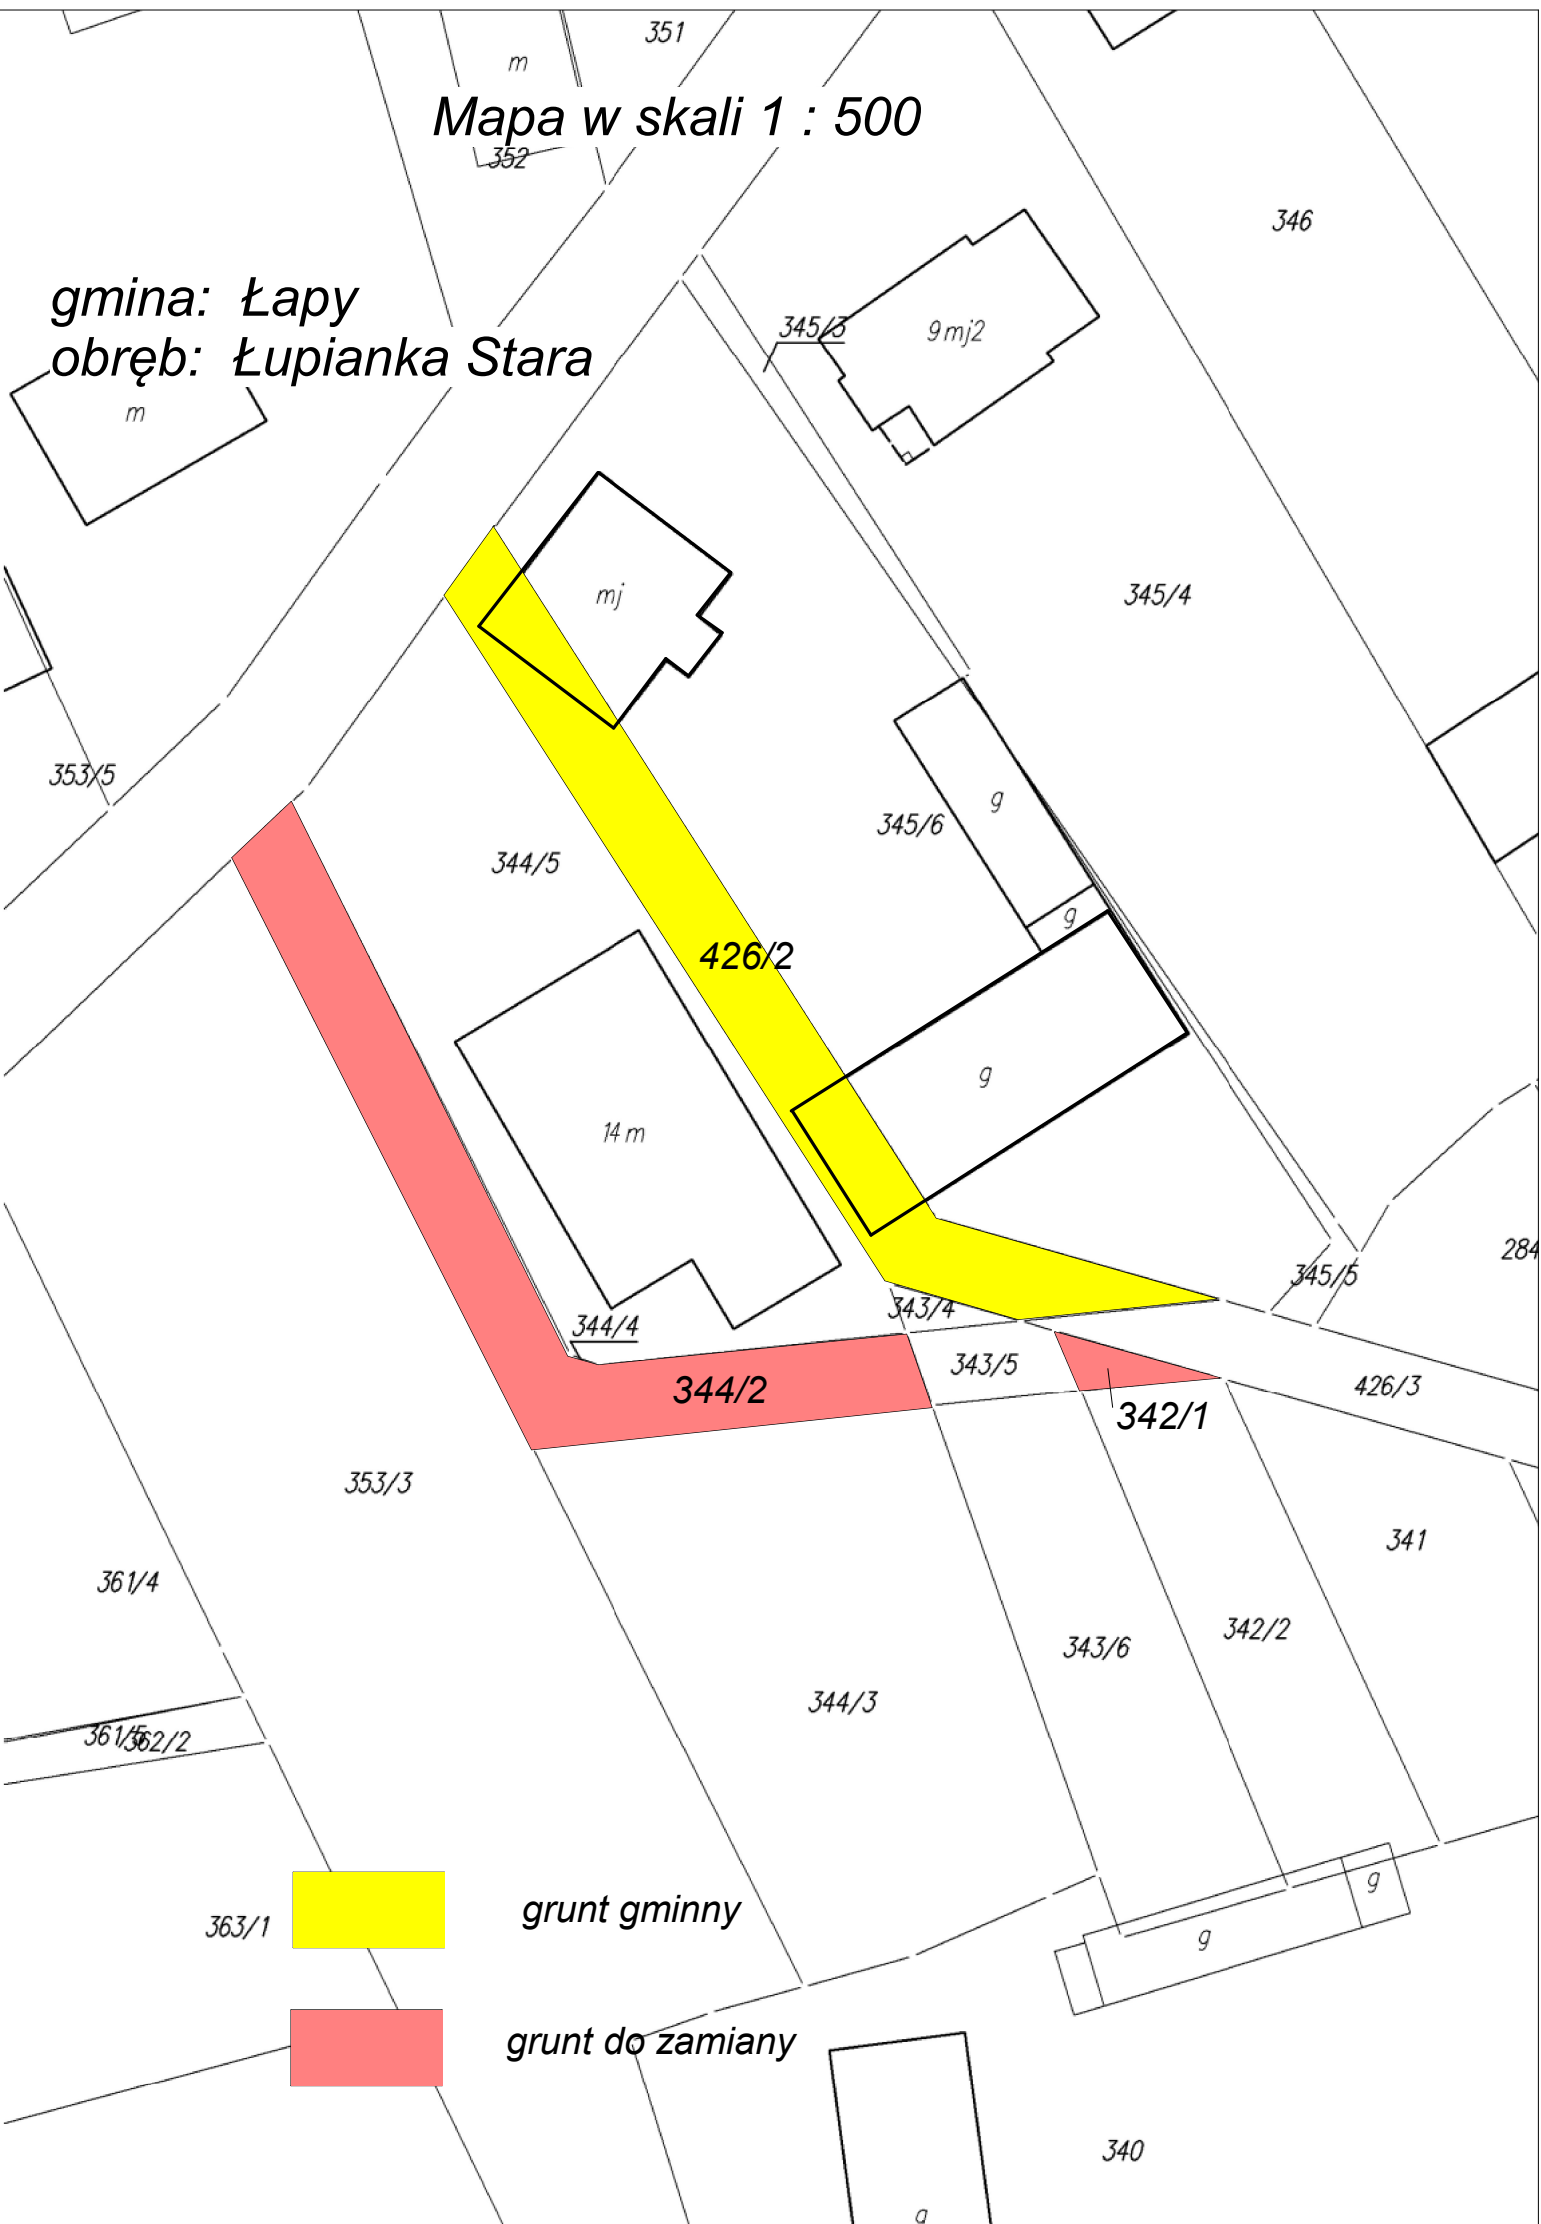 351
m
Mapa w skali 1 : 500
352
346
gmina: Łapy
obręb: Łupianka Stara
345/3
9 mj2
m
mj
345/4
353/5
345/6
g
344/5
g
426/2
g
14 m
284
345/5
343/4
344/4
343/5
344/2
426/3
342/1
353/3
341
361/4
342/2
343/6
344/3
361/5
362/2
g
grunt gminny
363/1
g
grunt do zamiany
340
g